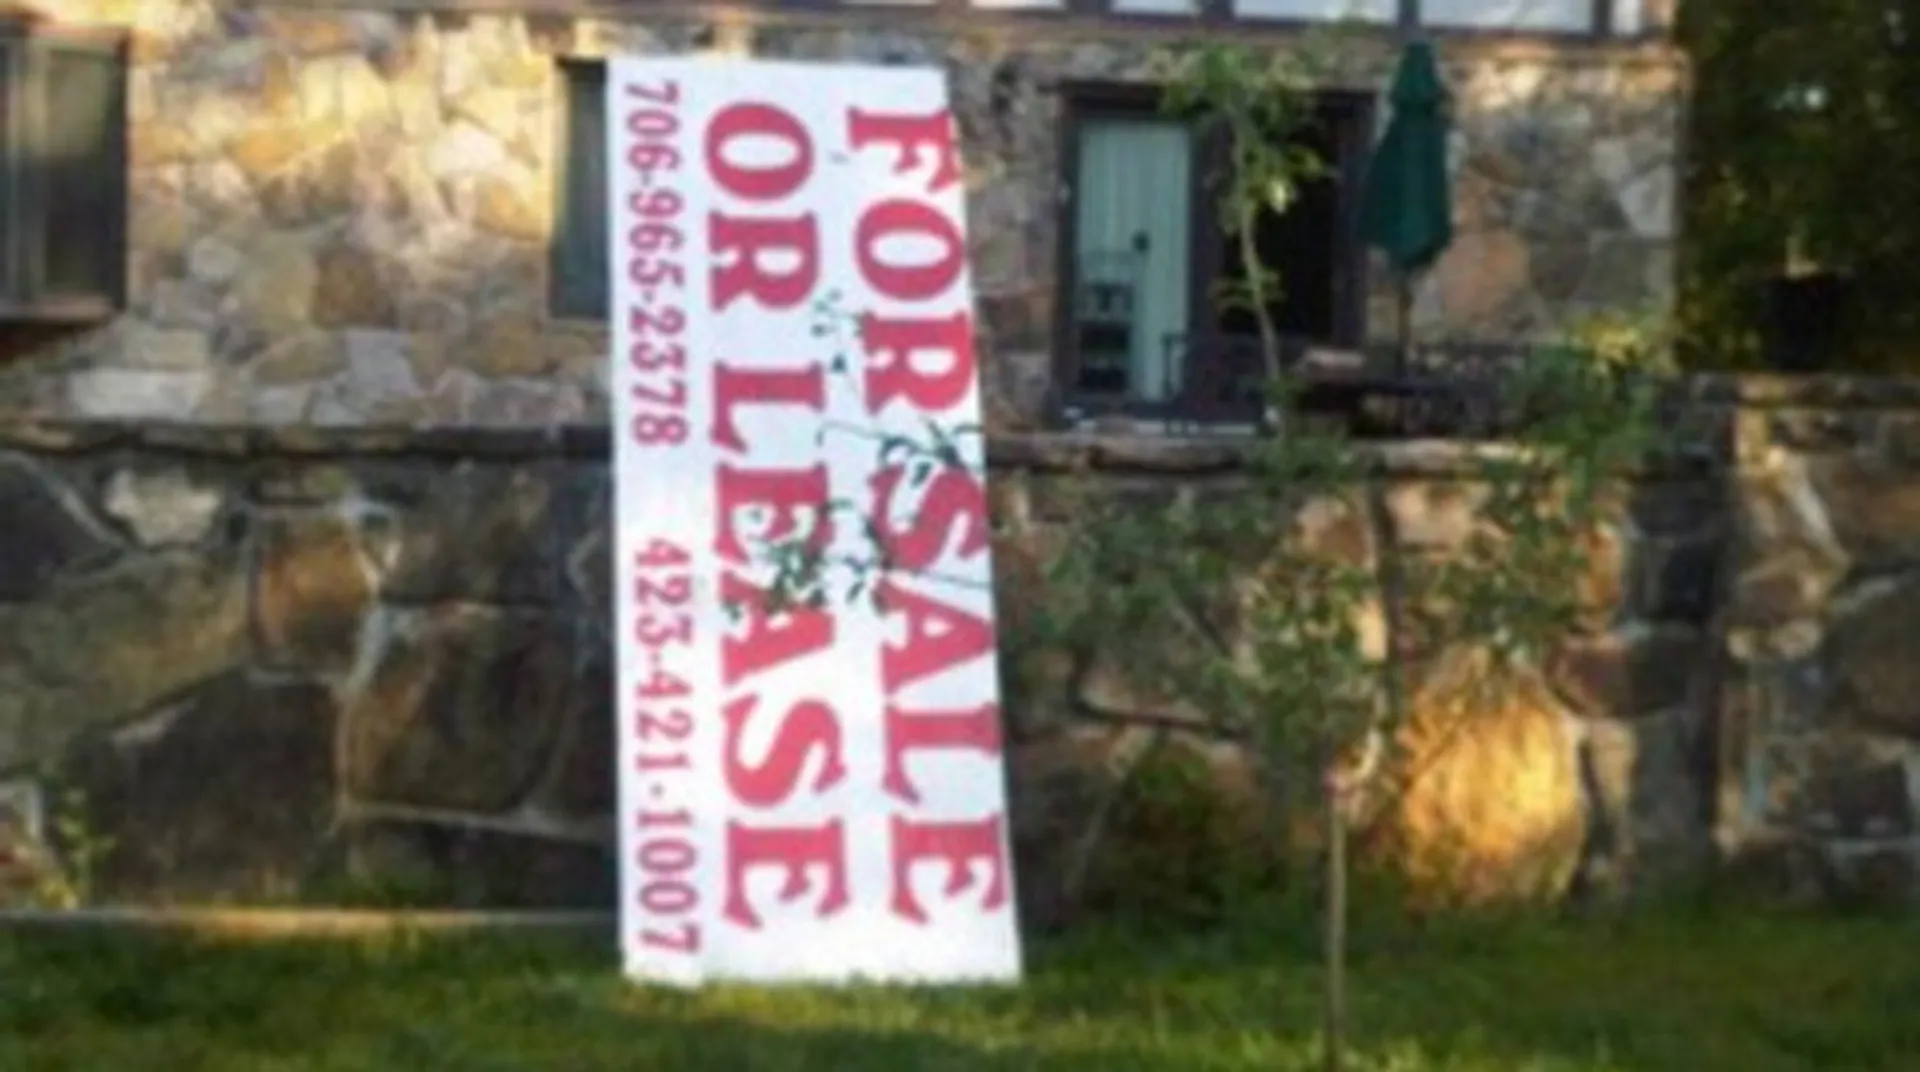 FOR SALE
OR LEASE
706-965-2378 423-421-1007